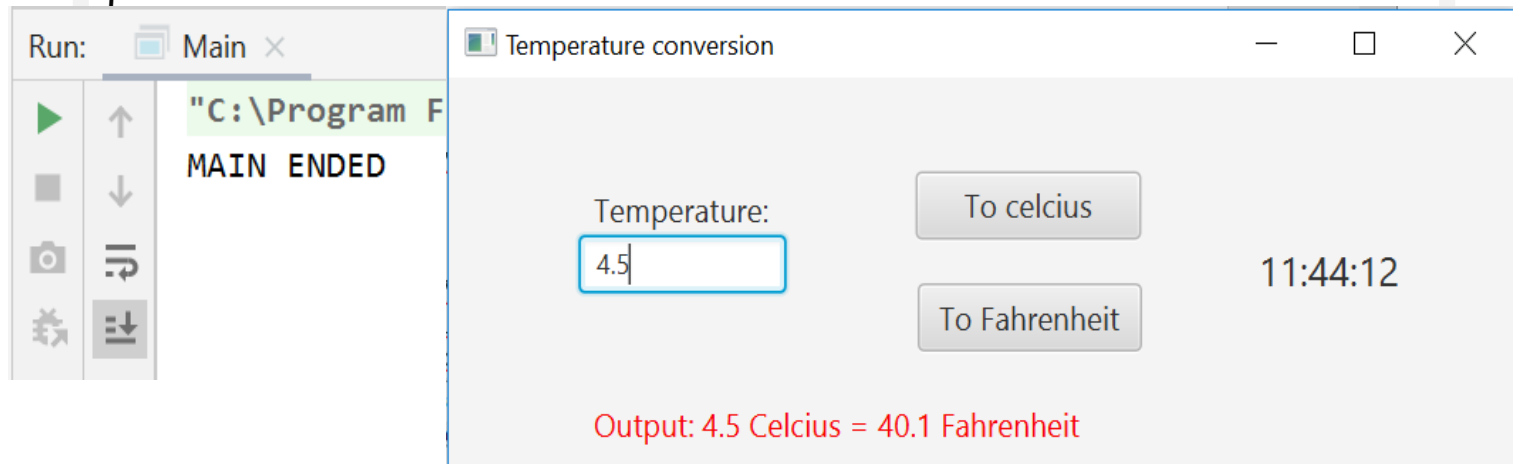 Run:
Main
"C:\Program F
MAIN ENDED
Temperature conversion
Temperature:
4.5
To celcius
To Fahrenheit
11:44:12
Output: 4.5 Celcius = 40.1 Fahrenheit